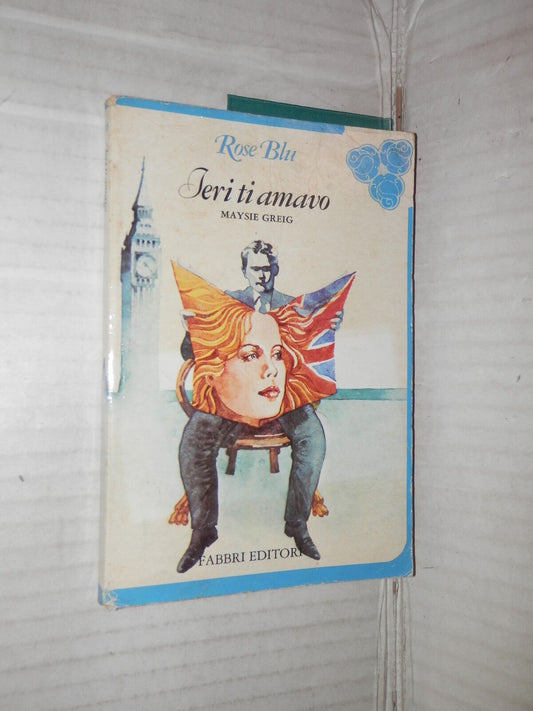 Rose Blu
Ieri ti amavo
MAYSIE GREIG
FABBRI EDITORI